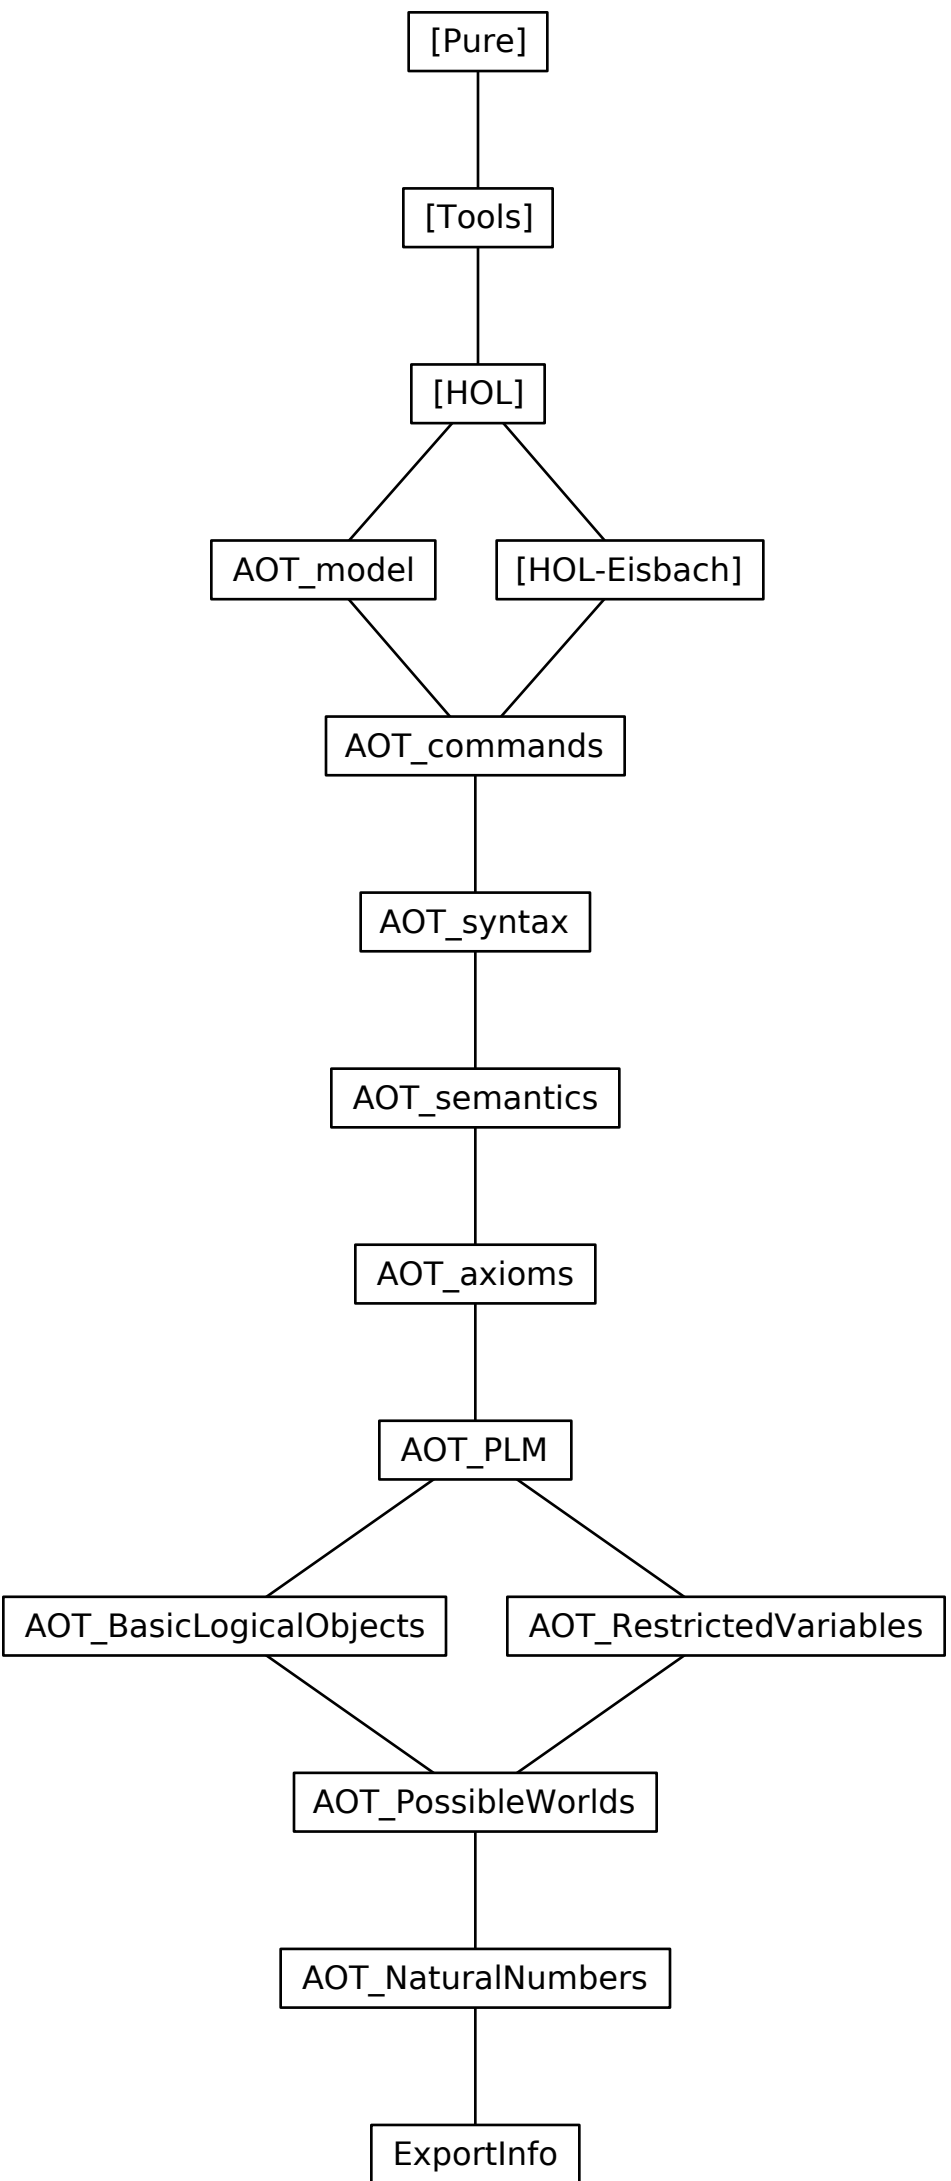 [Pure]
[Tools]
[HOL]
AOT_model
[HOL-Eisbach]
AOT_commands
AOT_syntax
AOT_semantics
AOT_axioms
AOT_PLM
AOT_BasicLogicalObjects
AOT_RestrictedVariables
AOT_PossibleWorlds
AOT_NaturalNumbers
ExportInfo